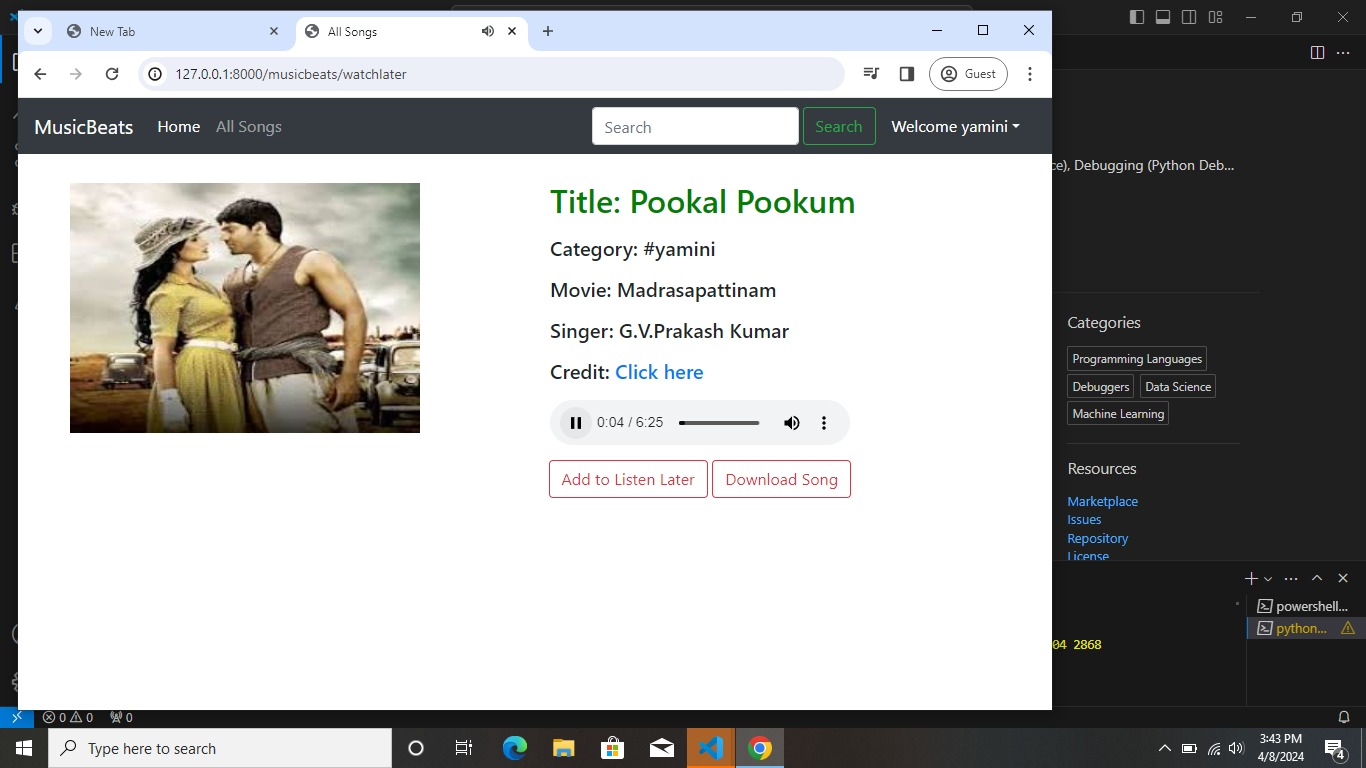 New Tab
All Songs
127.0.0.1:8000/musicbeats/watchlater
Guest
MusicBeats Home All Songs Search Search Welcome yamini
Title: Pookal Pookum
Category: #yamini
Movie: Madrasapattinam
Singer: G.V.Prakash Kumar
Credit: Click here
0:04 / 6:25
Add to Listen Later Download Song
Debugging (Python Deb...
Categories
Programming Languages
Debuggers Data Science
Machine Learning
Resources
Marketplace
Issues
Repository
License
powershell...
python...
04 2868
0 0 0
Type here to search
3:43 PM
4/8/2024
4